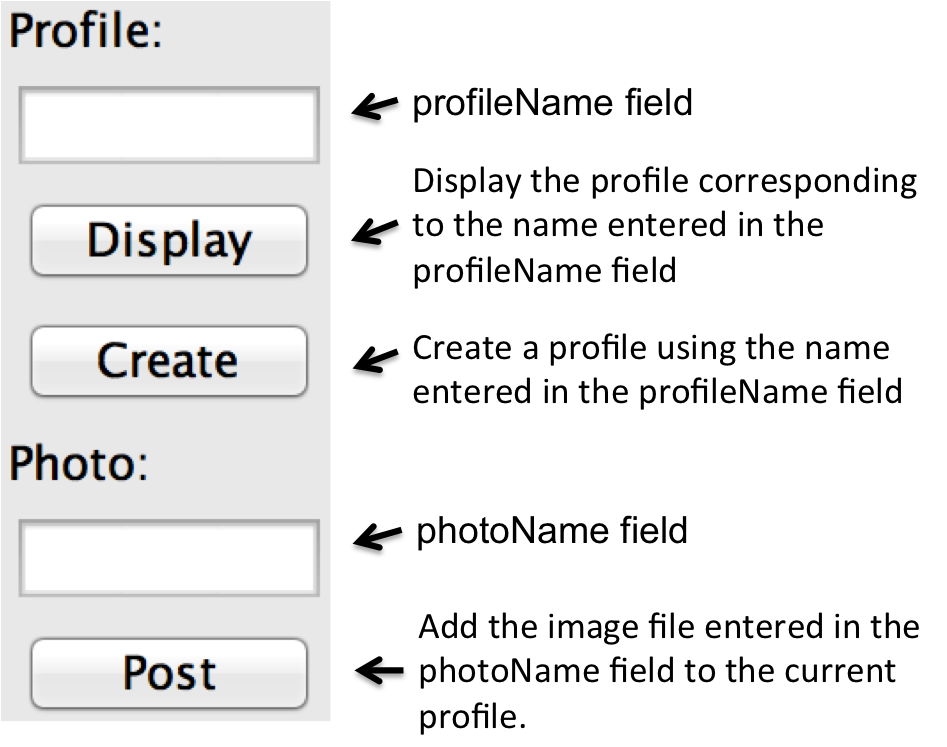 Profile:
profileName field
Display the profile corresponding
to the name entered in the
profileName field
Display
Create a profile using the name
entered in the profileName field
Create
Photo:
photoName field
Add the image file entered in the
photoName field to the current
profile.
Post